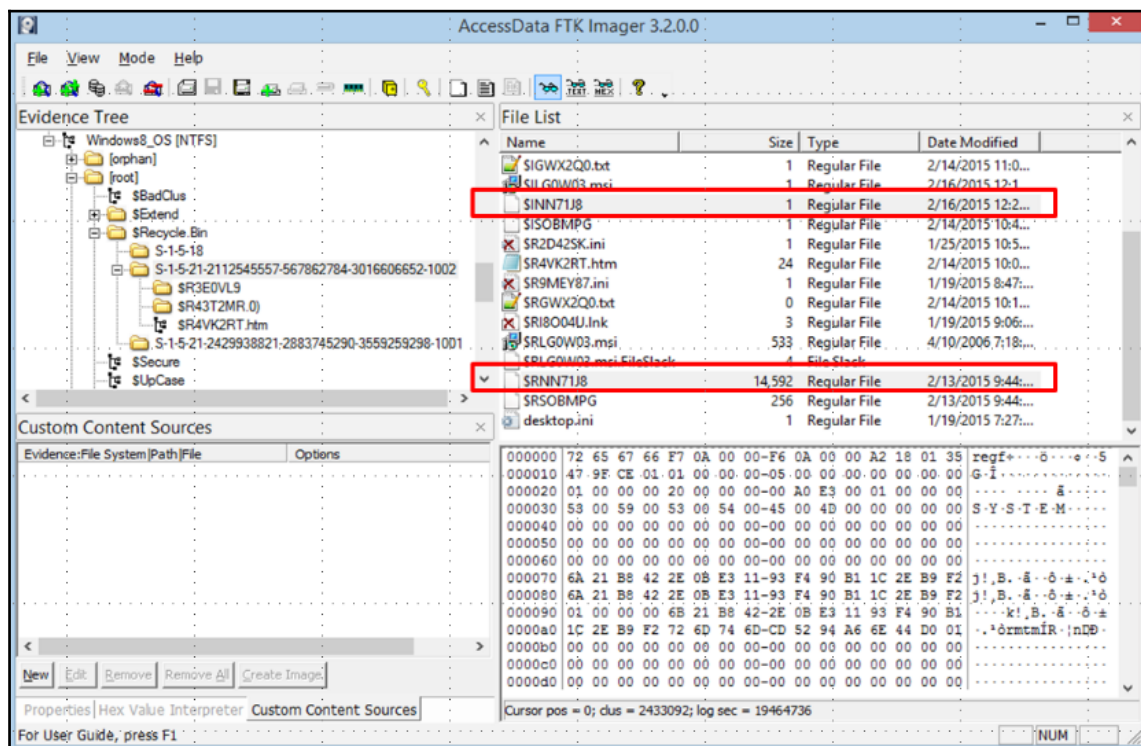 AccessData FTK Imager 3.2.0.0
File View Mode Help
Evidence Tree
Windows8_OS [NTFS]
[orphan]
[root]
$BadClus
$Extend
$Recycle.Bin
S-1-5-18
S-1-5-21-2112545557-567862784-3016606652-1002
$R3E0VL9
$R43T2MR.0)
$R4VK2RT.htm
S-1-5-21-2429938821-2883745290-3559259298-1001
$Secure
$UpCase
Custom Content Sources
Evidence:File System|Path|File Options
New Edit Remove Remove All Create Image
Properties Hex Value Interpreter Custom Content Sources
File List
Name Size Type Date Modified
$IGWX2Q0.txt 1 Regular File 2/14/2015 11:0...
$ILG0W03.msi 1 Regular File 2/16/2015 12:1...
$INN71J8 1 Regular File 2/16/2015 12:2...
$ISOBMPG 1 Regular File 2/14/2015 10:4...
$R2D42SK.ini 1 Regular File 1/25/2015 10:5...
$R4VK2RT.htm 24 Regular File 2/14/2015 10:0...
$R9MEY87.ini 1 Regular File 1/19/2015 8:47:...
$RGWX2Q0.txt 0 Regular File 2/14/2015 10:1...
$RI8O04U.lnk 3 Regular File 1/19/2015 9:06:...
$RLG0W03.msi 533 Regular File 4/10/2006 7:18:...
$RLG0W03.msi.FileSlack 4 File Slack
$RNN71J8 14,592 Regular File 2/13/2015 9:44:...
$RSOBMPG 256 Regular File 2/13/2015 9:44:...
desktop.ini 1 Regular File 1/19/2015 7:27:...
000000 72 65 67 66 F7 0A 00 00-F6 0A 00 00 A2 18 01 35 regf÷···ö···¢··5
000010 47 9F CE 01 01 00 00 00-05 00 00 00 00 00 00 00 G·Î·············
000020 01 00 00 00 20 00 00 00-00 A0 E3 00 01 00 00 00 ···· ···· ã·····
000030 53 00 59 00 53 00 54 00-45 00 4D 00 00 00 00 00 S·Y·S·T·E·M·····
000040 00 00 00 00 00 00 00 00-00 00 00 00 00 00 00 00 ················
000050 00 00 00 00 00 00 00 00-00 00 00 00 00 00 00 00 ················
000060 00 00 00 00 00 00 00 00-00 00 00 00 00 00 00 00 ················
000070 6A 21 B8 42 2E 0B E3 11-93 F4 90 B1 1C 2E B9 F2 j!¸B.·ã··ô·±·.¹ò
000080 6A 21 B8 42 2E 0B E3 11-93 F4 90 B1 1C 2E B9 F2 j!¸B.·ã··ô·±·.¹ò
000090 01 00 00 00 6B 21 B8 42-2E 0B E3 11 93 F4 90 B1 ····k!¸B.·ã··ô·±
0000a0 1C 2E B9 F2 72 6D 74 6D-CD 52 94 A6 6E 44 D0 01 ·.¹òrmtmÍR·¦nDÐ·
0000b0 00 00 00 00 00 00 00 00-00 00 00 00 00 00 00 00 ················
0000c0 00 00 00 00 00 00 00 00-00 00 00 00 00 00 00 00 ················
0000d0 00 00 00 00 00 00 00 00-00 00 00 00 00 00 00 00 ················
Cursor pos = 0; clus = 2433092; log sec = 19464736
For User Guide, press F1
NUM